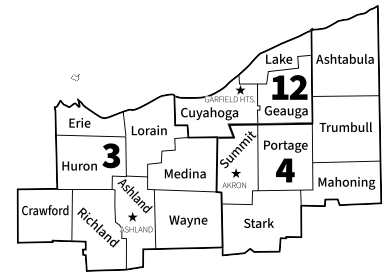 Lake
Ashtabula
12
GARFIELD HTS.
Cuyahoga
Geauga
Erie
Lorain
Trumbull
Summit
Portage
Huron
3
Medina
4
AKRON
Mahoning
Ashland
Crawford
Richland
ASHLAND
Wayne
Stark